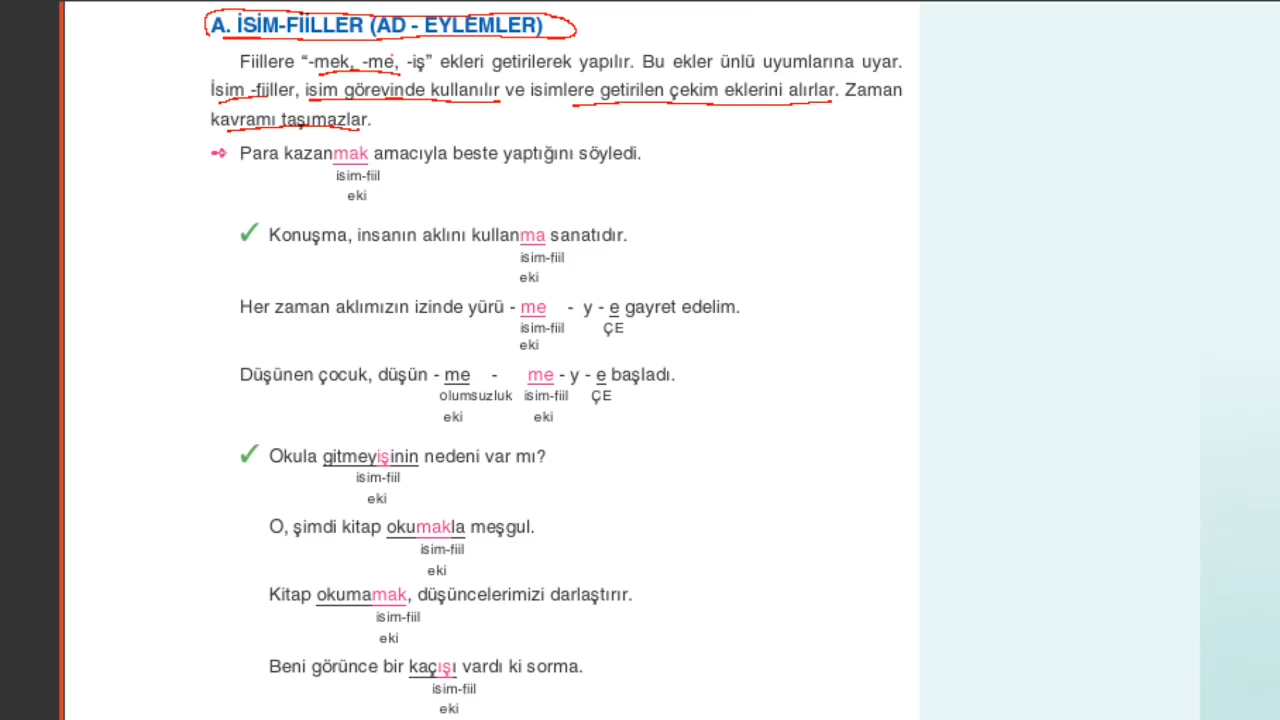 A. İSİM-FİİLLER (AD - EYLEMLER)
Fiillere “-mek, -me, -iş” ekleri getirilerek yapılır. Bu ekler ünlü uyumlarına uyar.
İsim -fiiller, isim görevinde kullanılır ve isimlere getirilen çekim eklerini alırlar. Zaman
kavramı taşımazlar.
Para kazanmak amacıyla beste yaptığını söyledi.
isim-fiil
eki
✓ Konuşma, insanın aklını kullanma sanatıdır.
isim-fiil
eki
Her zaman aklımızın izinde yürü - me - y - e gayret edelim.
isim-fiil ÇE
eki
Düşünen çocuk, düşün - me - me - y - e başladı.
olumsuzluk isim-fiil ÇE
eki eki
✓ Okula gitmeyişinin nedeni var mı?
isim-fiil
eki
O, şimdi kitap okumakla meşgul.
isim-fiil
eki
Kitap okumamak, düşüncelerimizi darlaştırır.
isim-fiil
eki
Beni görünce bir kaçışı vardı ki sorma.
isim-fiil
eki